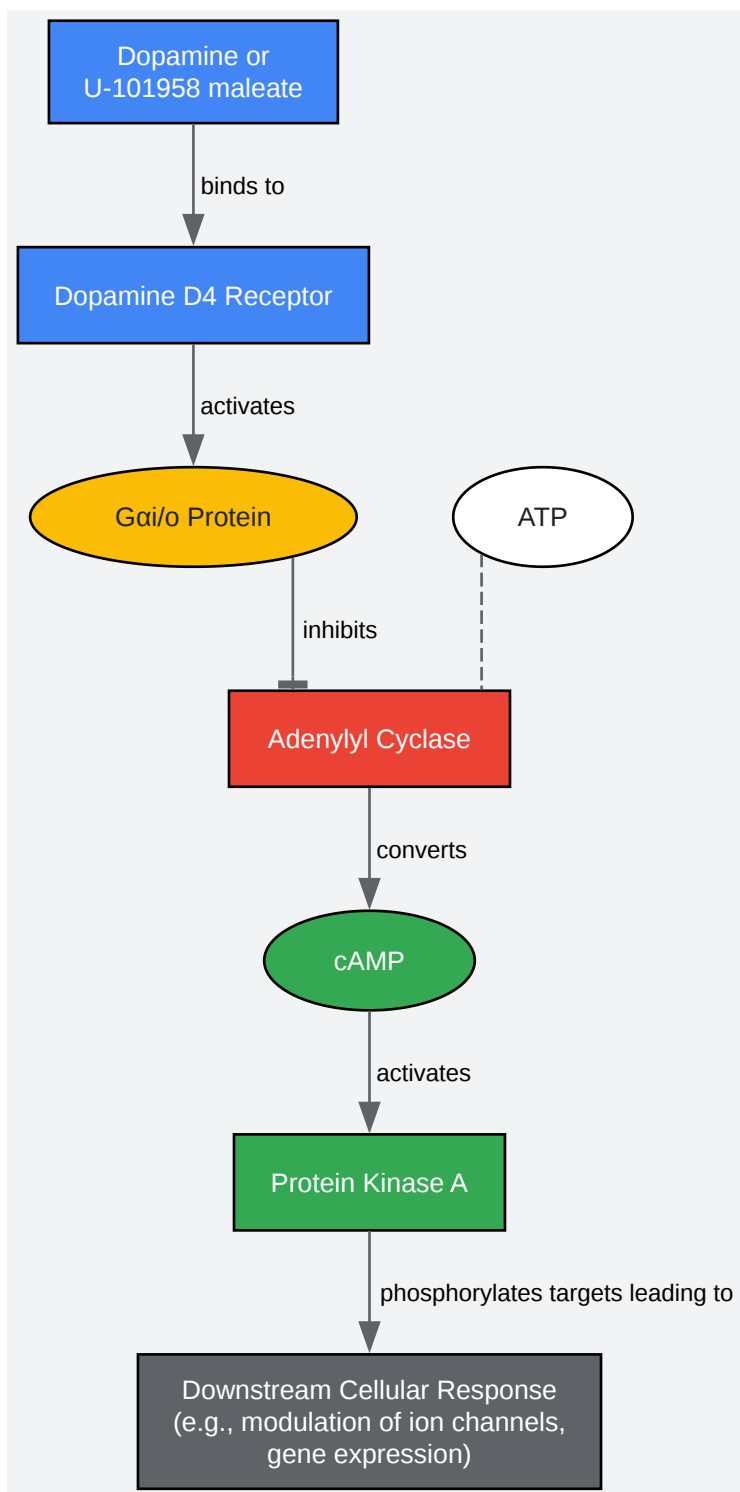 Dopamine or
U-101958 maleate
binds to
Dopamine D4 Receptor
activates
Gαi/o Protein
ATP
inhibits
Adenylyl Cyclase
converts
cAMP
activates
Protein Kinase A
phosphorylates targets leading to
Downstream Cellular Response
(e.g., modulation of ion channels,
gene expression)